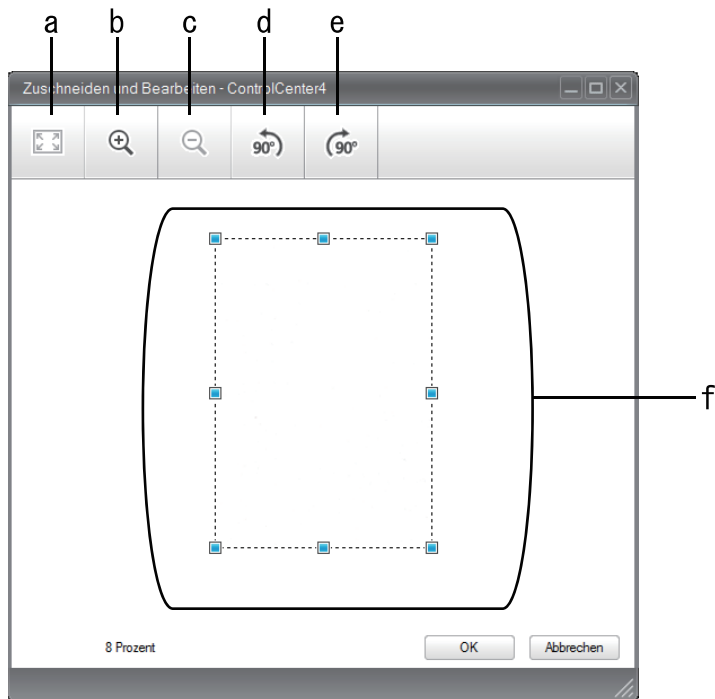 a b c d e
Zuschneiden und Bearbeiten - ControlCenter4
90° 90°
f
8 Prozent OK Abbrechen